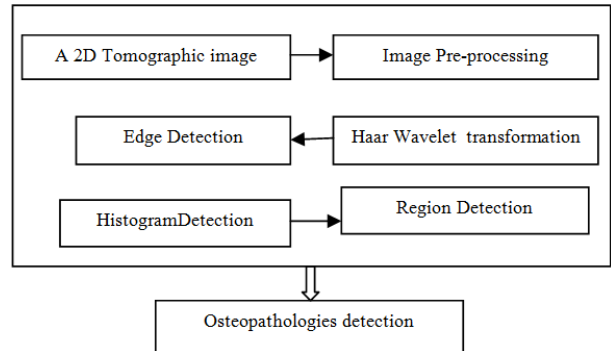 A 2D Tomographic image
Image Pre-processing
Edge Detection
Haar Wavelet transformation
HistogramDetection
Region Detection
Osteopathologies detection